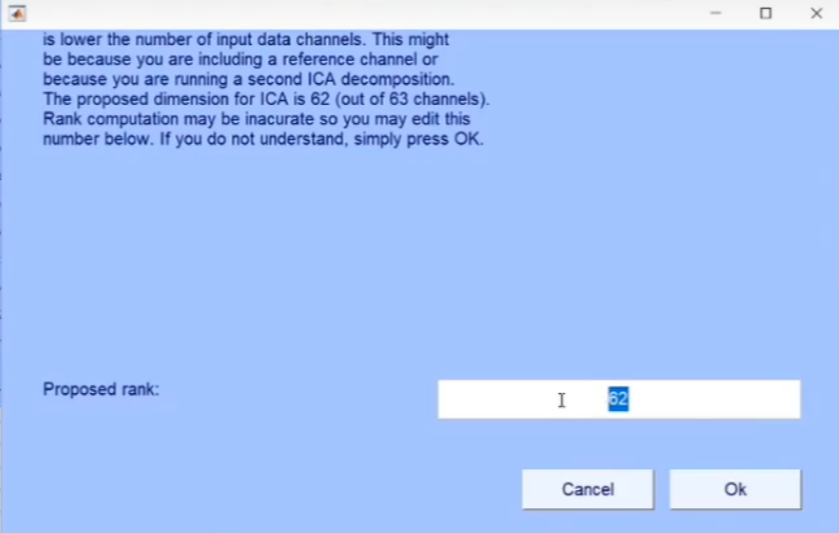 is lower the number of input data channels. This might
be because you are including a reference channel or
because you are running a second ICA decomposition.
The proposed dimension for ICA is 62 (out of 63 channels).
Rank computation may be inacurate so you may edit this
number below. If you do not understand, simply press OK.
Proposed rank:
62
Cancel
Ok